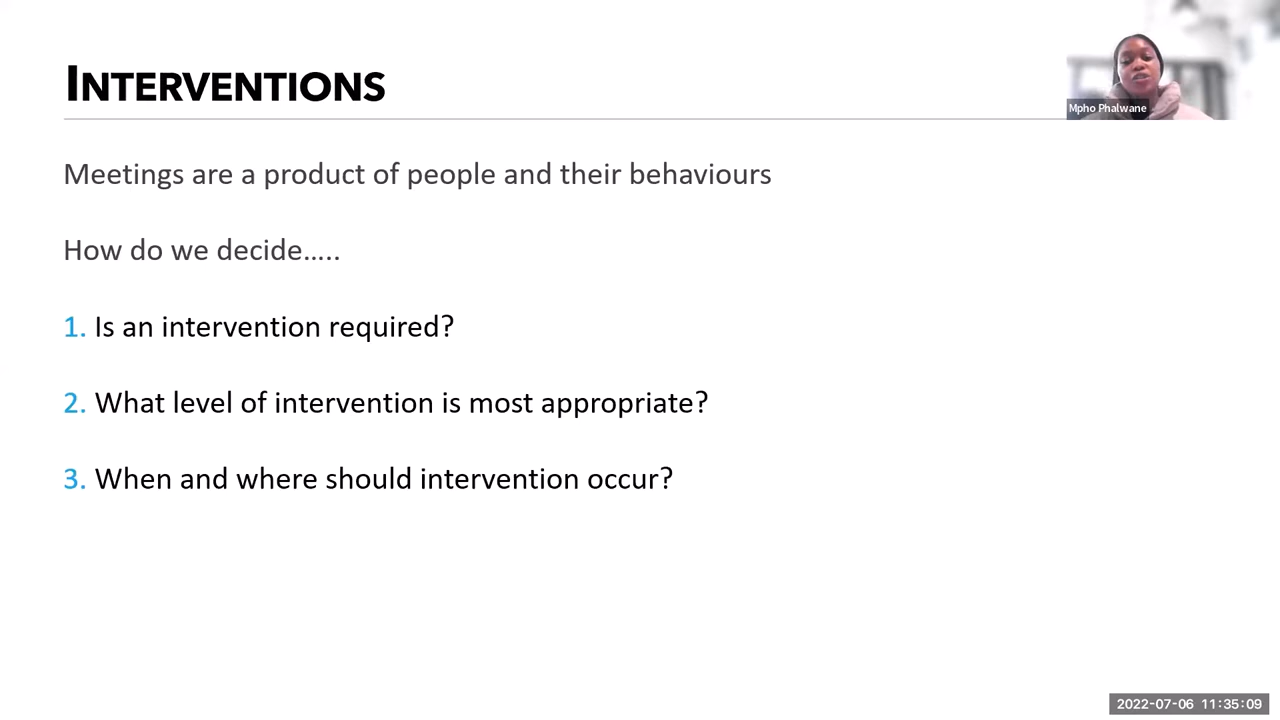 INTERVENTIONS
Mpho Phalwane
Meetings are a product of people and their behaviours
How do we decide.....
1. Is an intervention required?
2. What level of intervention is most appropriate?
3. When and where should intervention occur?
2022-07-06 11:35:09